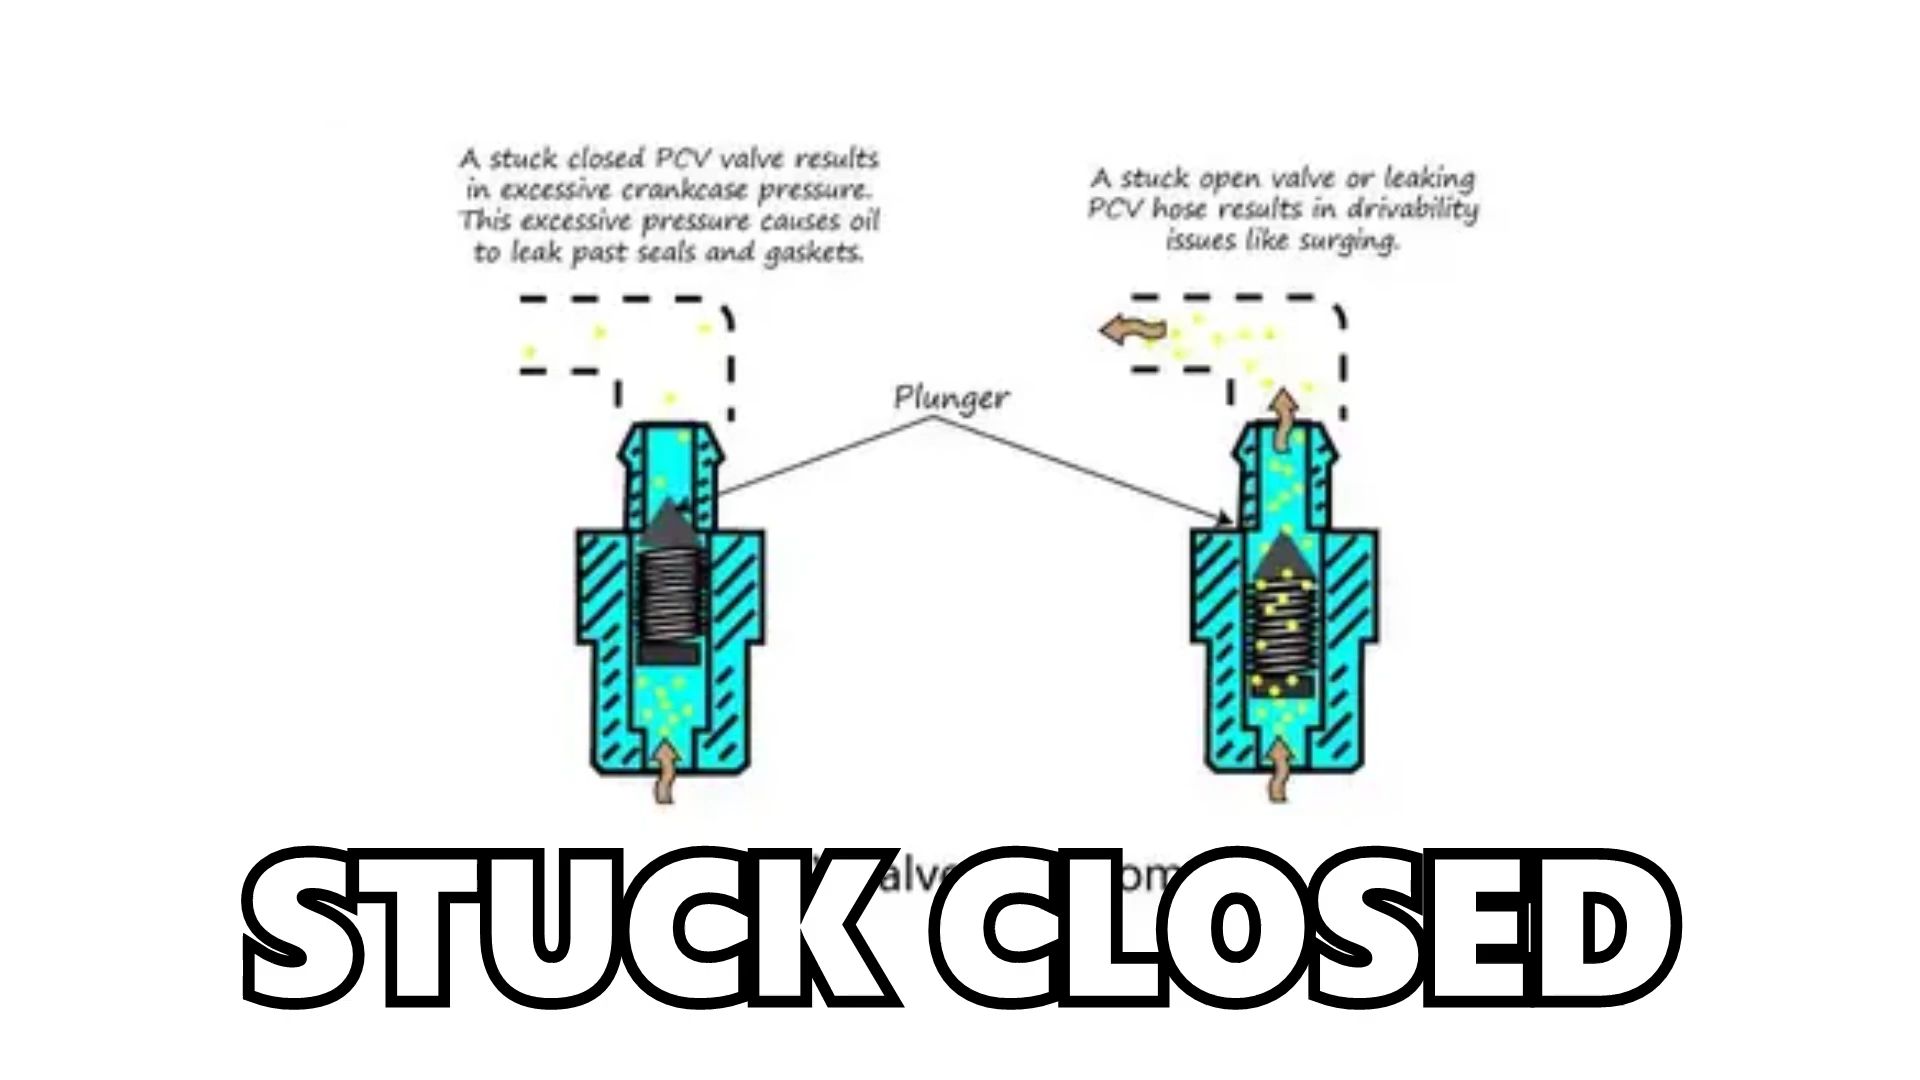 A stuck closed PCV valve results
in excessive crankcase pressure.
This excessive pressure causes oil
to leak past seals and gaskets.
A stuck open valve or leaking
PCV hose results in drivability
issues like surging.
Plunger
STUCK CLOSED